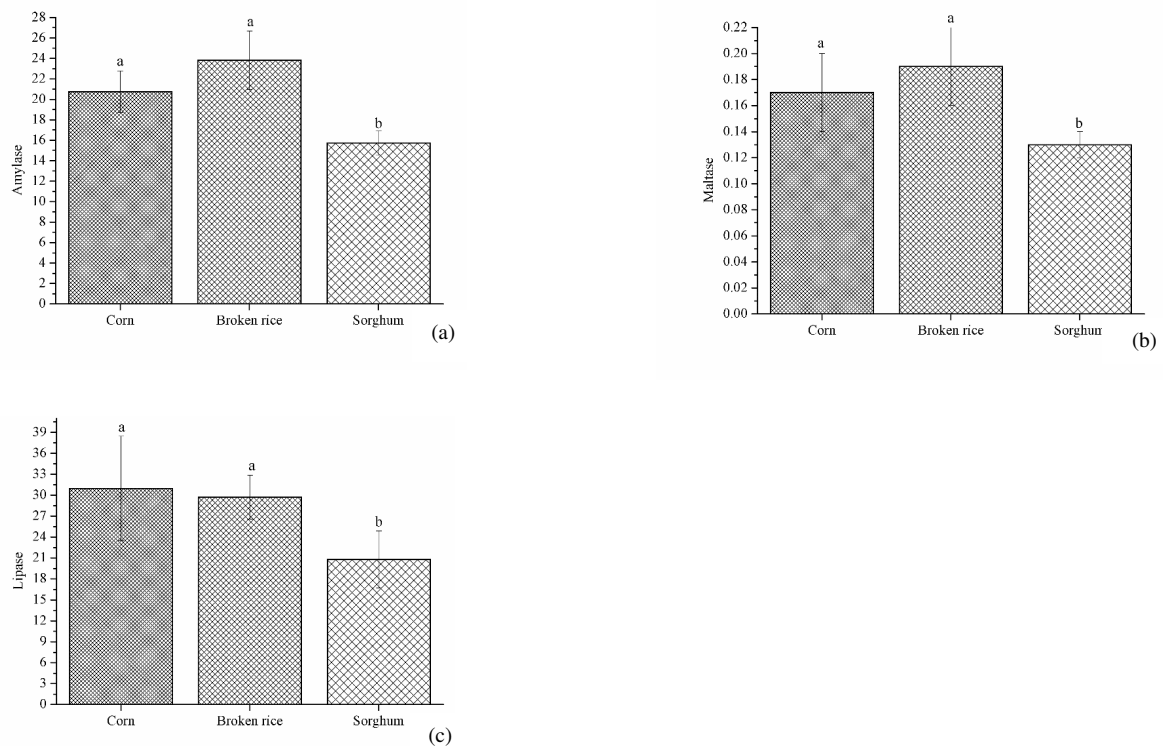 28
26
24
22
20
18
16
14
12
10
8
6
4
2
0
Amylase
a
a
b
Corn
Broken rice
Sorghum
(a)
0.22
0.20
0.18
0.16
0.14
0.12
0.10
0.08
0.06
0.04
0.02
0.00
Maltase
a
a
b
Corn
Broken rice
Sorghum
(b)
39
36
33
30
27
24
21
18
15
12
9
6
3
0
Lipase
a
a
b
Corn
Broken rice
Sorghum
(c)